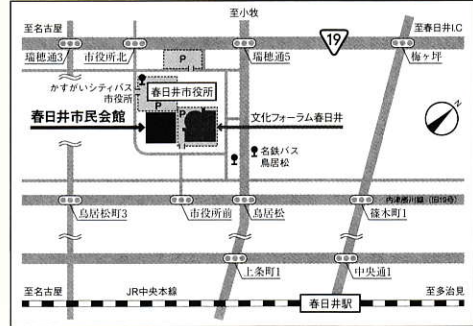 至小牧
至名古屋
至春日井I.C
19
瑞穂通3
市役所北
瑞穂通5
梅ヶ坪
P
かすがいシティバス
市役所
春日井市役所
P
P
春日井市民会館
文化フォーラム春日井
名鉄バス
鳥居松
内津勝川線(旧19号)
鳥居松町3
市役所前
鳥居松
篠木町1
上条町1
中央通1
至名古屋
JR中央本線
春日井駅
至多治見